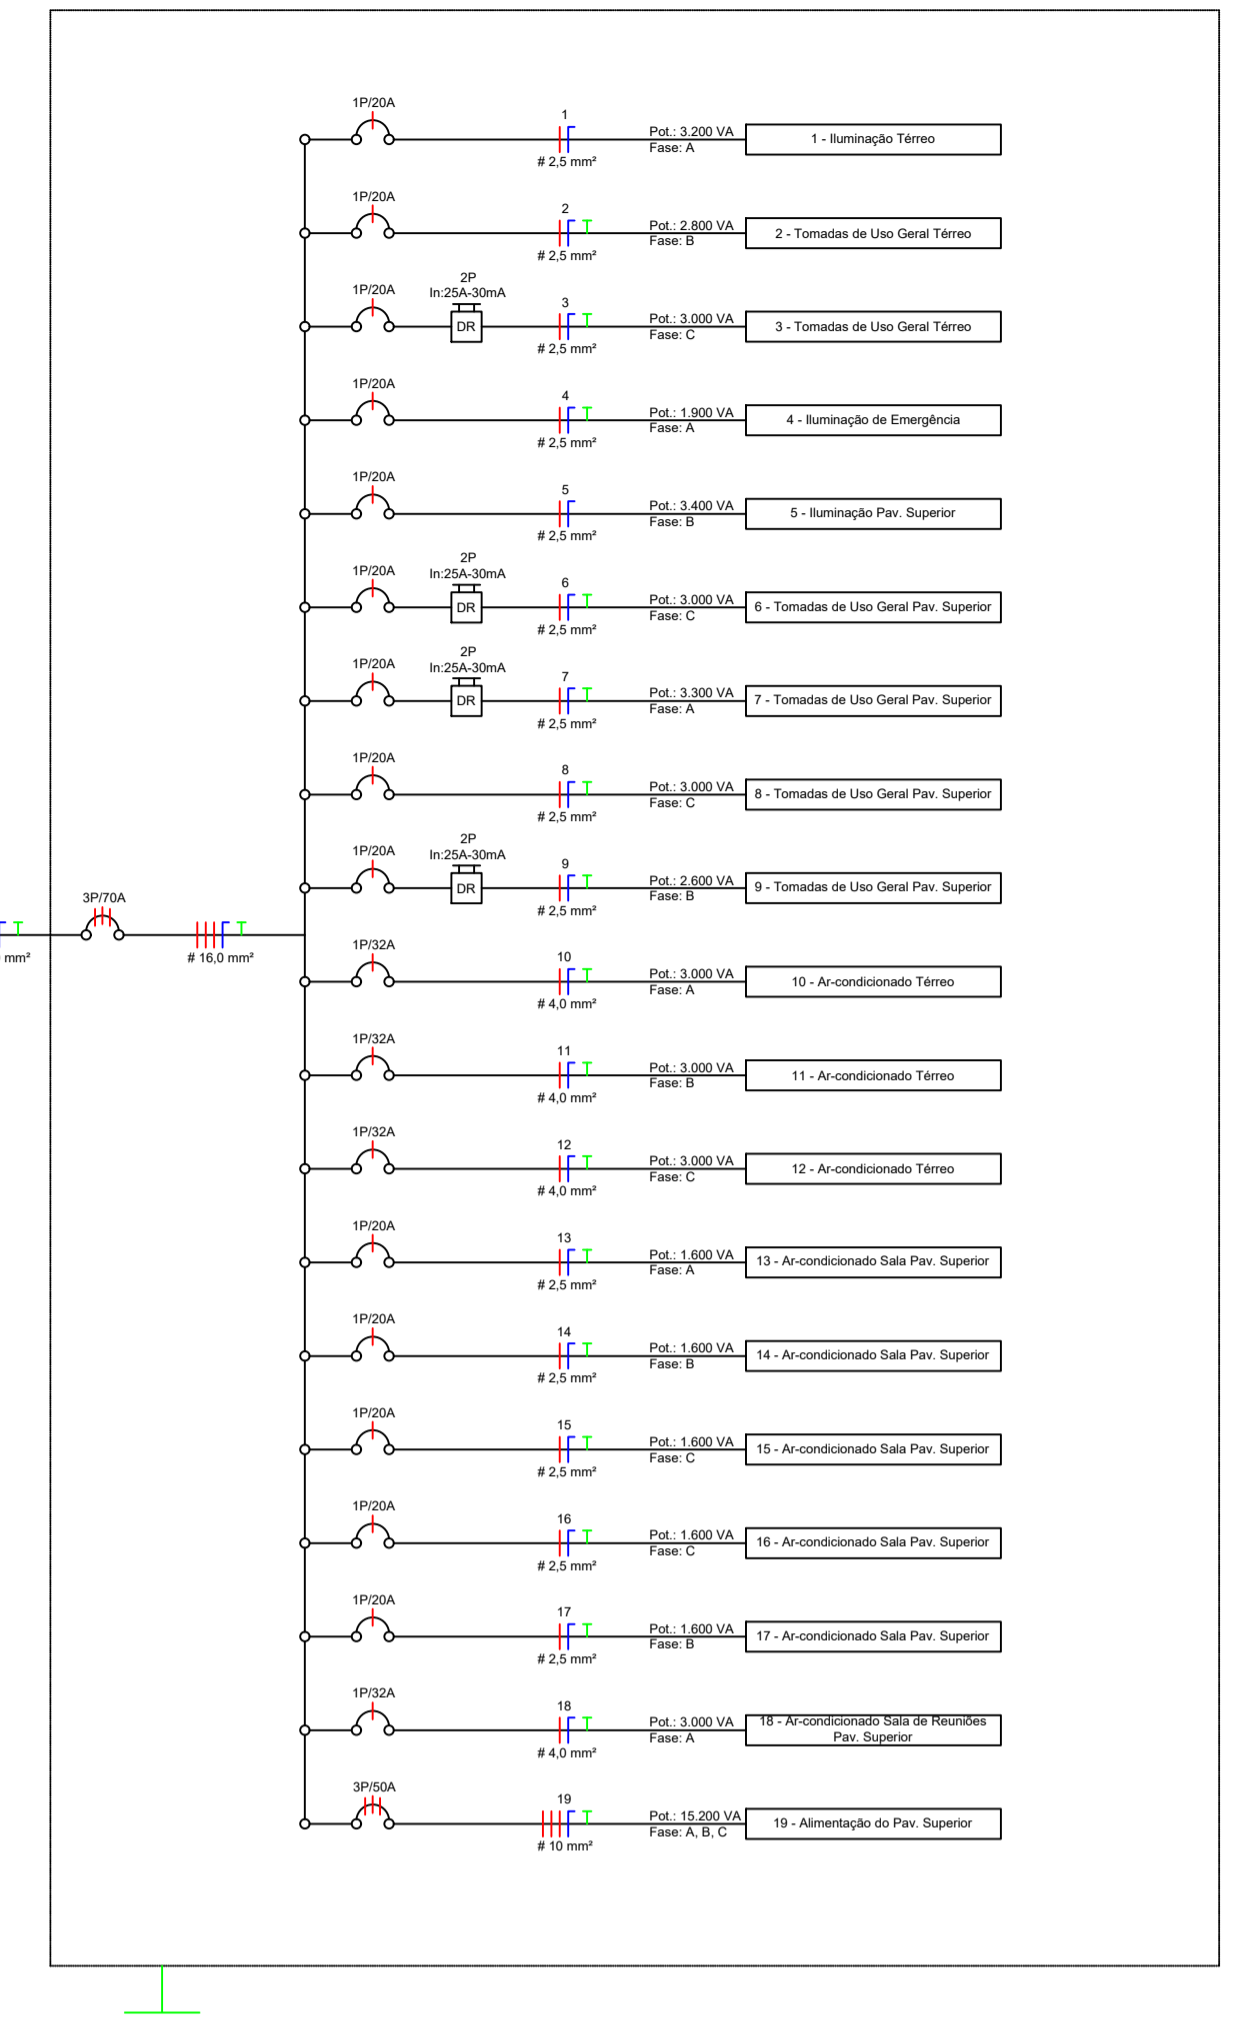 1P/20A
1
Pot.: 3.200 VA
Fase: A
# 2,5 mm²
1 - Iluminação Térreo
1P/20A
2
Pot.: 2.800 VA
Fase: B
# 2,5 mm²
2 - Tomadas de Uso Geral Térreo
1P/20A
2P
In:25A-30mA
DR
3
Pot.: 3.000 VA
Fase: C
# 2,5 mm²
3 - Tomadas de Uso Geral Térreo
1P/20A
4
Pot.: 1.900 VA
Fase: A
# 2,5 mm²
4 - Iluminação de Emergência
1P/20A
5
Pot.: 3.400 VA
Fase: B
# 2,5 mm²
5 - Iluminação Pav. Superior
1P/20A
2P
In:25A-30mA
DR
6
Pot.: 3.000 VA
Fase: C
# 2,5 mm²
6 - Tomadas de Uso Geral Pav. Superior
1P/20A
2P
In:25A-30mA
DR
7
Pot.: 3.300 VA
Fase: A
# 2,5 mm²
7 - Tomadas de Uso Geral Pav. Superior
1P/20A
8
Pot.: 3.000 VA
Fase: C
# 2,5 mm²
8 - Tomadas de Uso Geral Pav. Superior
1P/20A
2P
In:25A-30mA
DR
9
Pot.: 2.600 VA
Fase: B
# 2,5 mm²
9 - Tomadas de Uso Geral Pav. Superior
mm²
3P/70A
# 16,0 mm²
1P/32A
10
Pot.: 3.000 VA
Fase: A
# 4,0 mm²
10 - Ar-condicionado Térreo
1P/32A
11
Pot.: 3.000 VA
Fase: B
# 4,0 mm²
11 - Ar-condicionado Térreo
1P/32A
12
Pot.: 3.000 VA
Fase: C
# 4,0 mm²
12 - Ar-condicionado Térreo
1P/20A
13
Pot.: 1.600 VA
Fase: A
# 2,5 mm²
13 - Ar-condicionado Sala Pav. Superior
1P/20A
14
Pot.: 1.600 VA
Fase: B
# 2,5 mm²
14 - Ar-condicionado Sala Pav. Superior
1P/20A
15
Pot.: 1.600 VA
Fase: C
# 2,5 mm²
15 - Ar-condicionado Sala Pav. Superior
1P/20A
16
Pot.: 1.600 VA
Fase: C
# 2,5 mm²
16 - Ar-condicionado Sala Pav. Superior
1P/20A
17
Pot.: 1.600 VA
Fase: B
# 2,5 mm²
17 - Ar-condicionado Sala Pav. Superior
1P/32A
18
Pot.: 3.000 VA
Fase: A
# 4,0 mm²
18 - Ar-condicionado Sala de Reuniões
Pav. Superior
3P/50A
19
Pot.: 15.200 VA
Fase: A, B, C
# 10 mm²
19 - Alimentação do Pav. Superior